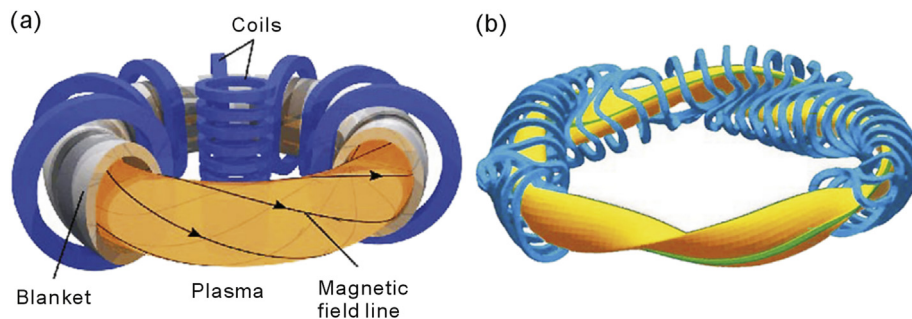 (a)
Coils
(b)
Blanket
Plasma
Magnetic
field line